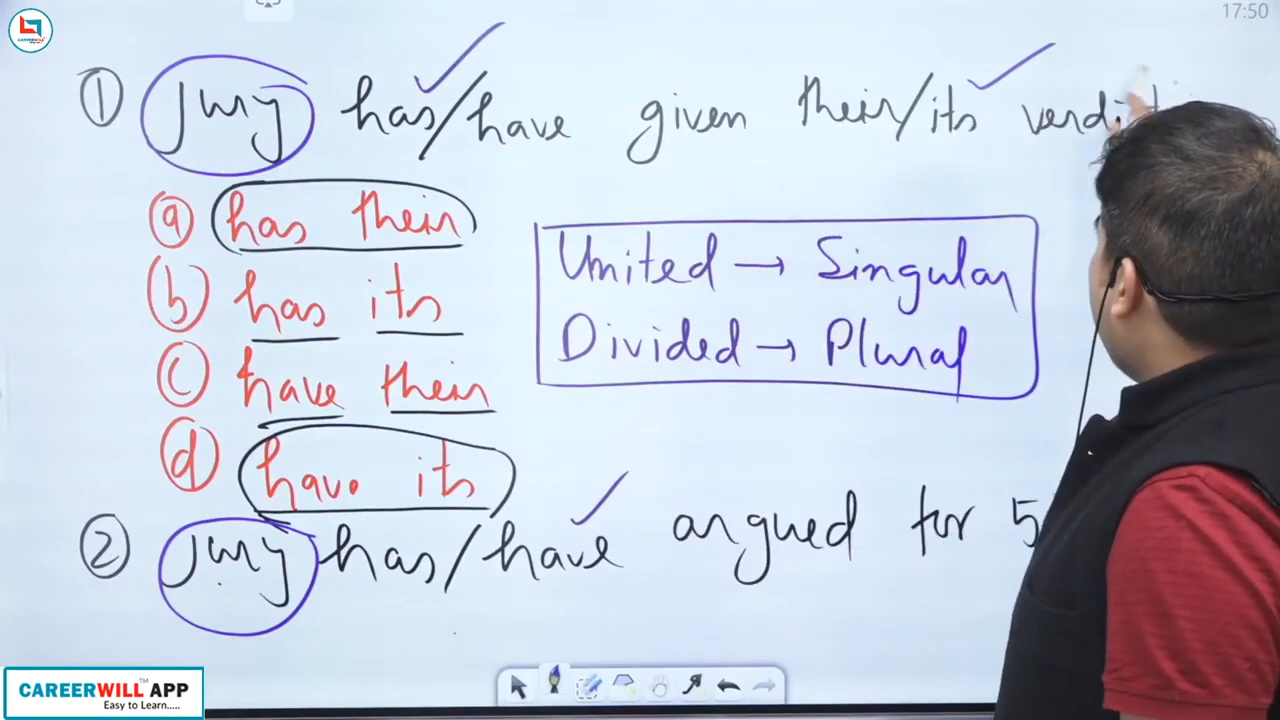 17:50
CAREERWILL
① Jury has/have given their/its
ⓐ has their
ⓑ has its
ⓒ have their
ⓓ have its
United → Singular
Divided → Plural
② Jury has/have argued for 5
CAREERWILL APP
Easy to Learn.....